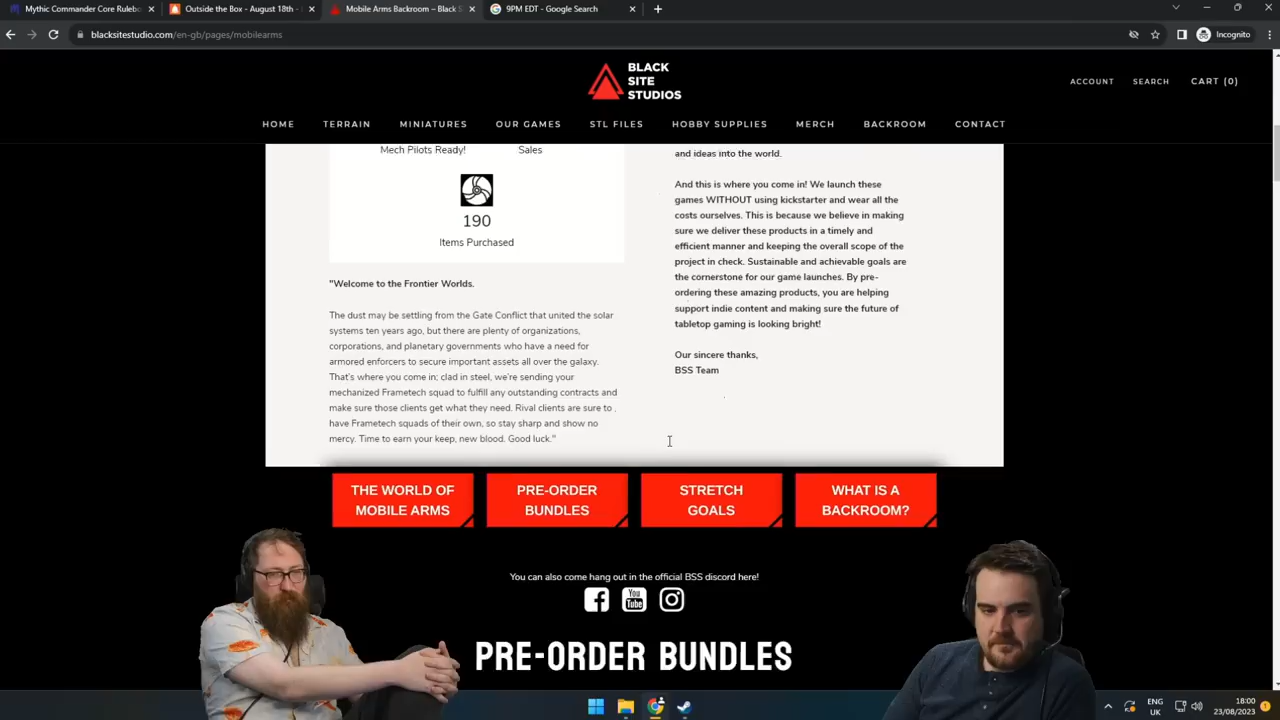 Mythic Commander Core Rulebo
Outside the Box - August 18th -
Mobile Arms Backroom – Black S
9PM EDT - Google Search
blacksitestudio.com/en-gb/pages/mobilearms
Incognito
BLACK
SITE
STUDIOS
ACCOUNT
SEARCH
CART (0)
HOME
TERRAIN
MINIATURES
OUR GAMES
STL FILES
HOBBY SUPPLIES
MERCH
BACKROOM
CONTACT
Mech Pilots Ready!
Sales
190
Items Purchased
"Welcome to the Frontier Worlds.
The dust may be settling from the Gate Conflict that united the solar
systems ten years ago, but there are plenty of organizations,
corporations, and planetary governments who have a need for
armored enforcers to secure important assets all over the galaxy.
That's where you come in; clad in steel, we're sending your
mechanized Frametech squad to fulfill any outstanding contracts and
make sure those clients get what they need. Rival clients are sure to
have Frametech squads of their own, so stay sharp and show no
mercy. Time to earn your keep, new blood. Good luck."
and ideas into the world.
And this is where you come in! We launch these
games WITHOUT using kickstarter and wear all the
costs ourselves. This is because we believe in making
sure we deliver these products in a timely and
efficient manner and keeping the overall scope of the
project in check. Sustainable and achievable goals are
the cornerstone for our game launches. By pre-
ordering these amazing products, you are helping
support indie content and making sure the future of
tabletop gaming is looking bright!
Our sincere thanks,
BSS Team
THE WORLD OF
MOBILE ARMS
PRE-ORDER
BUNDLES
STRETCH
GOALS
WHAT IS A
BACKROOM?
You can also come hang out in the official BSS discord here!
You
Tube
PRE-ORDER BUNDLES
ENG
UK
18:00
23/08/2023